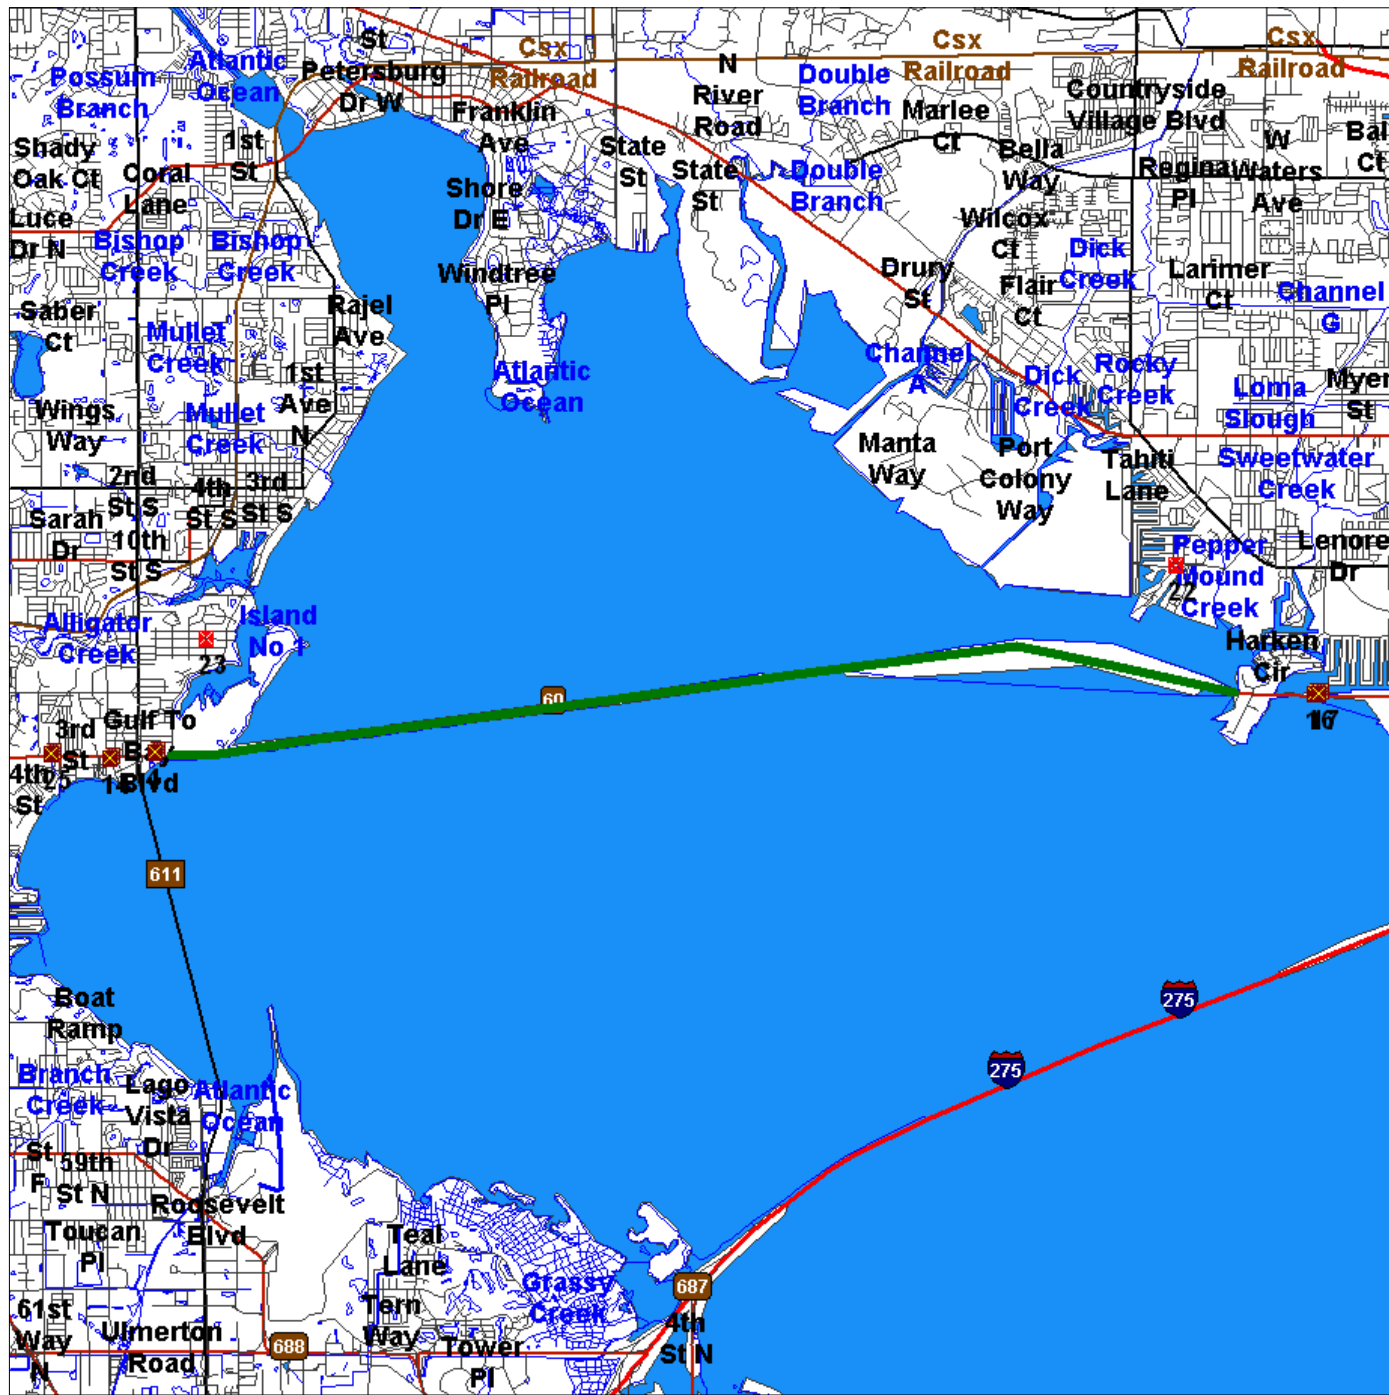 Possum
Branch
Atlantic
Ocean
St
Petersburg
Dr W
Csx
Railroad
Franklin
Ave
N
River
Road
Double
Branch
Csx
Railroad
Marlee
Ct
Countryside
Village Blvd
Csx
Railroad
W
Waters
Ave
Bal
Ct
Shady
Oak Ct
1st
St
Coral
Lane
Luce
Dr N
Bishop
Creek
Bishop
Creek
Shore
Dr E
State
St
State
St
Double
Branch
Bella
Way
Regina
Pl
Wilcox
Ct
Dick
Creek
Windtree
Pl
Drury
St
Flair
Ct
Larimer
Ct
Channel
G
Saber
Ct
Mullet
Creek
Rajel
Ave
1st
Ave
N
Atlantic
Ocean
Channel
A
Dick
Creek
Rocky
Creek
Loma
Slough
Myer
St
Wings
Way
Mullet
Creek
Manta
Way
Port
Colony
Way
Tahiti
Lane
Sweetwater
Creek
2nd
St S
4th
St S
3rd
St S
Sarah
Dr
10th
St S
Pepper
Mound
Creek
22
Lenore
Dr
Alligator
Creek
Island
No 1
23
Harken
Cir
60
3rd
St
Gulf To
Bay
Blvd
4th
St
25
14
17
611
275
275
Boat
Ramp
Branch
Creek
Lago
Vista
Dr
Atlantic
Ocean
St
F
59th
St N
Roosevelt
Blvd
Toucan
Pl
Teal
Lane
Grassy
Creek
687
4th
St N
61st
Way
N
Ulmerton
Road
688
Tern
Way
Tower
Pl